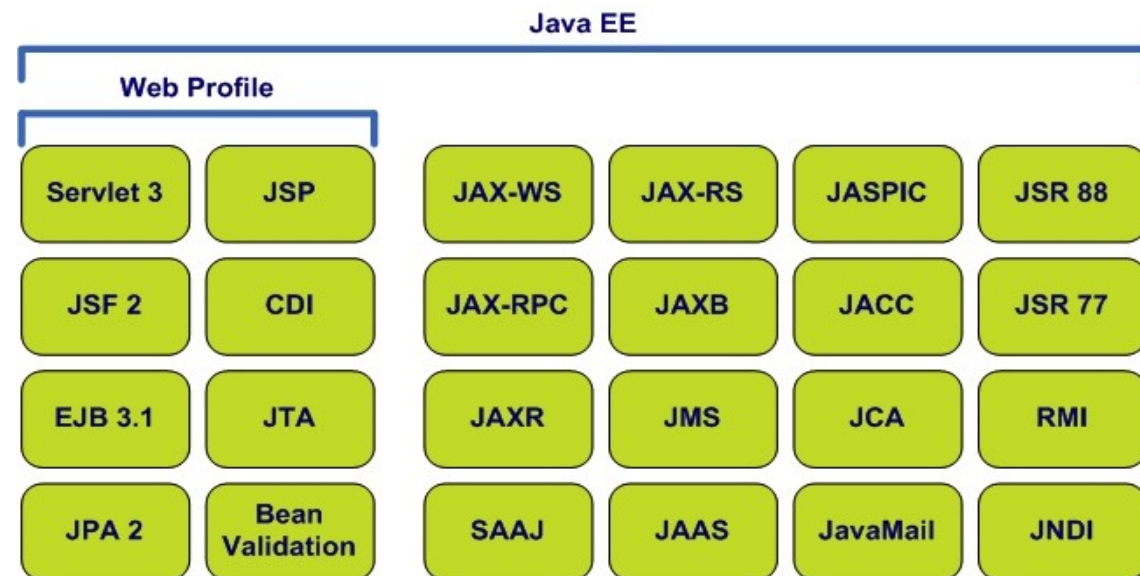 Java EE
Web Profile
Servlet 3
JSP
JAX-WS
JAX-RS
JASPIC
JSR 88
JSF 2
CDI
JAX-RPC
JAXB
JACC
JSR 77
EJB 3.1
JTA
JAXR
JMS
JCA
RMI
JPA 2
Bean
Validation
SAAJ
JAAS
JavaMail
JNDI